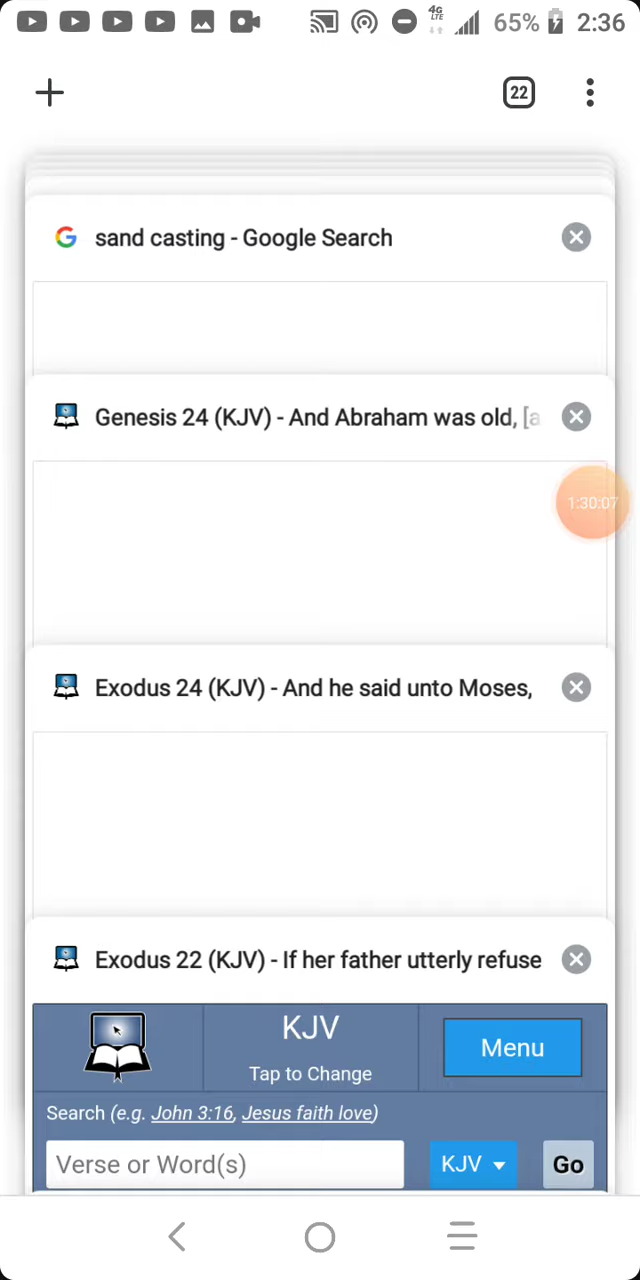 4G
LTE
65%
2:36
22
sand casting - Google Search
Genesis 24 (KJV) - And Abraham was old, [a
1:30:07
Exodus 24 (KJV) - And he said unto Moses,
Exodus 22 (KJV) - If her father utterly refuse
KJV
Tap to Change
Menu
Search (e.g. John 3:16, Jesus faith love)
Verse or Word(s)
KJV
Go